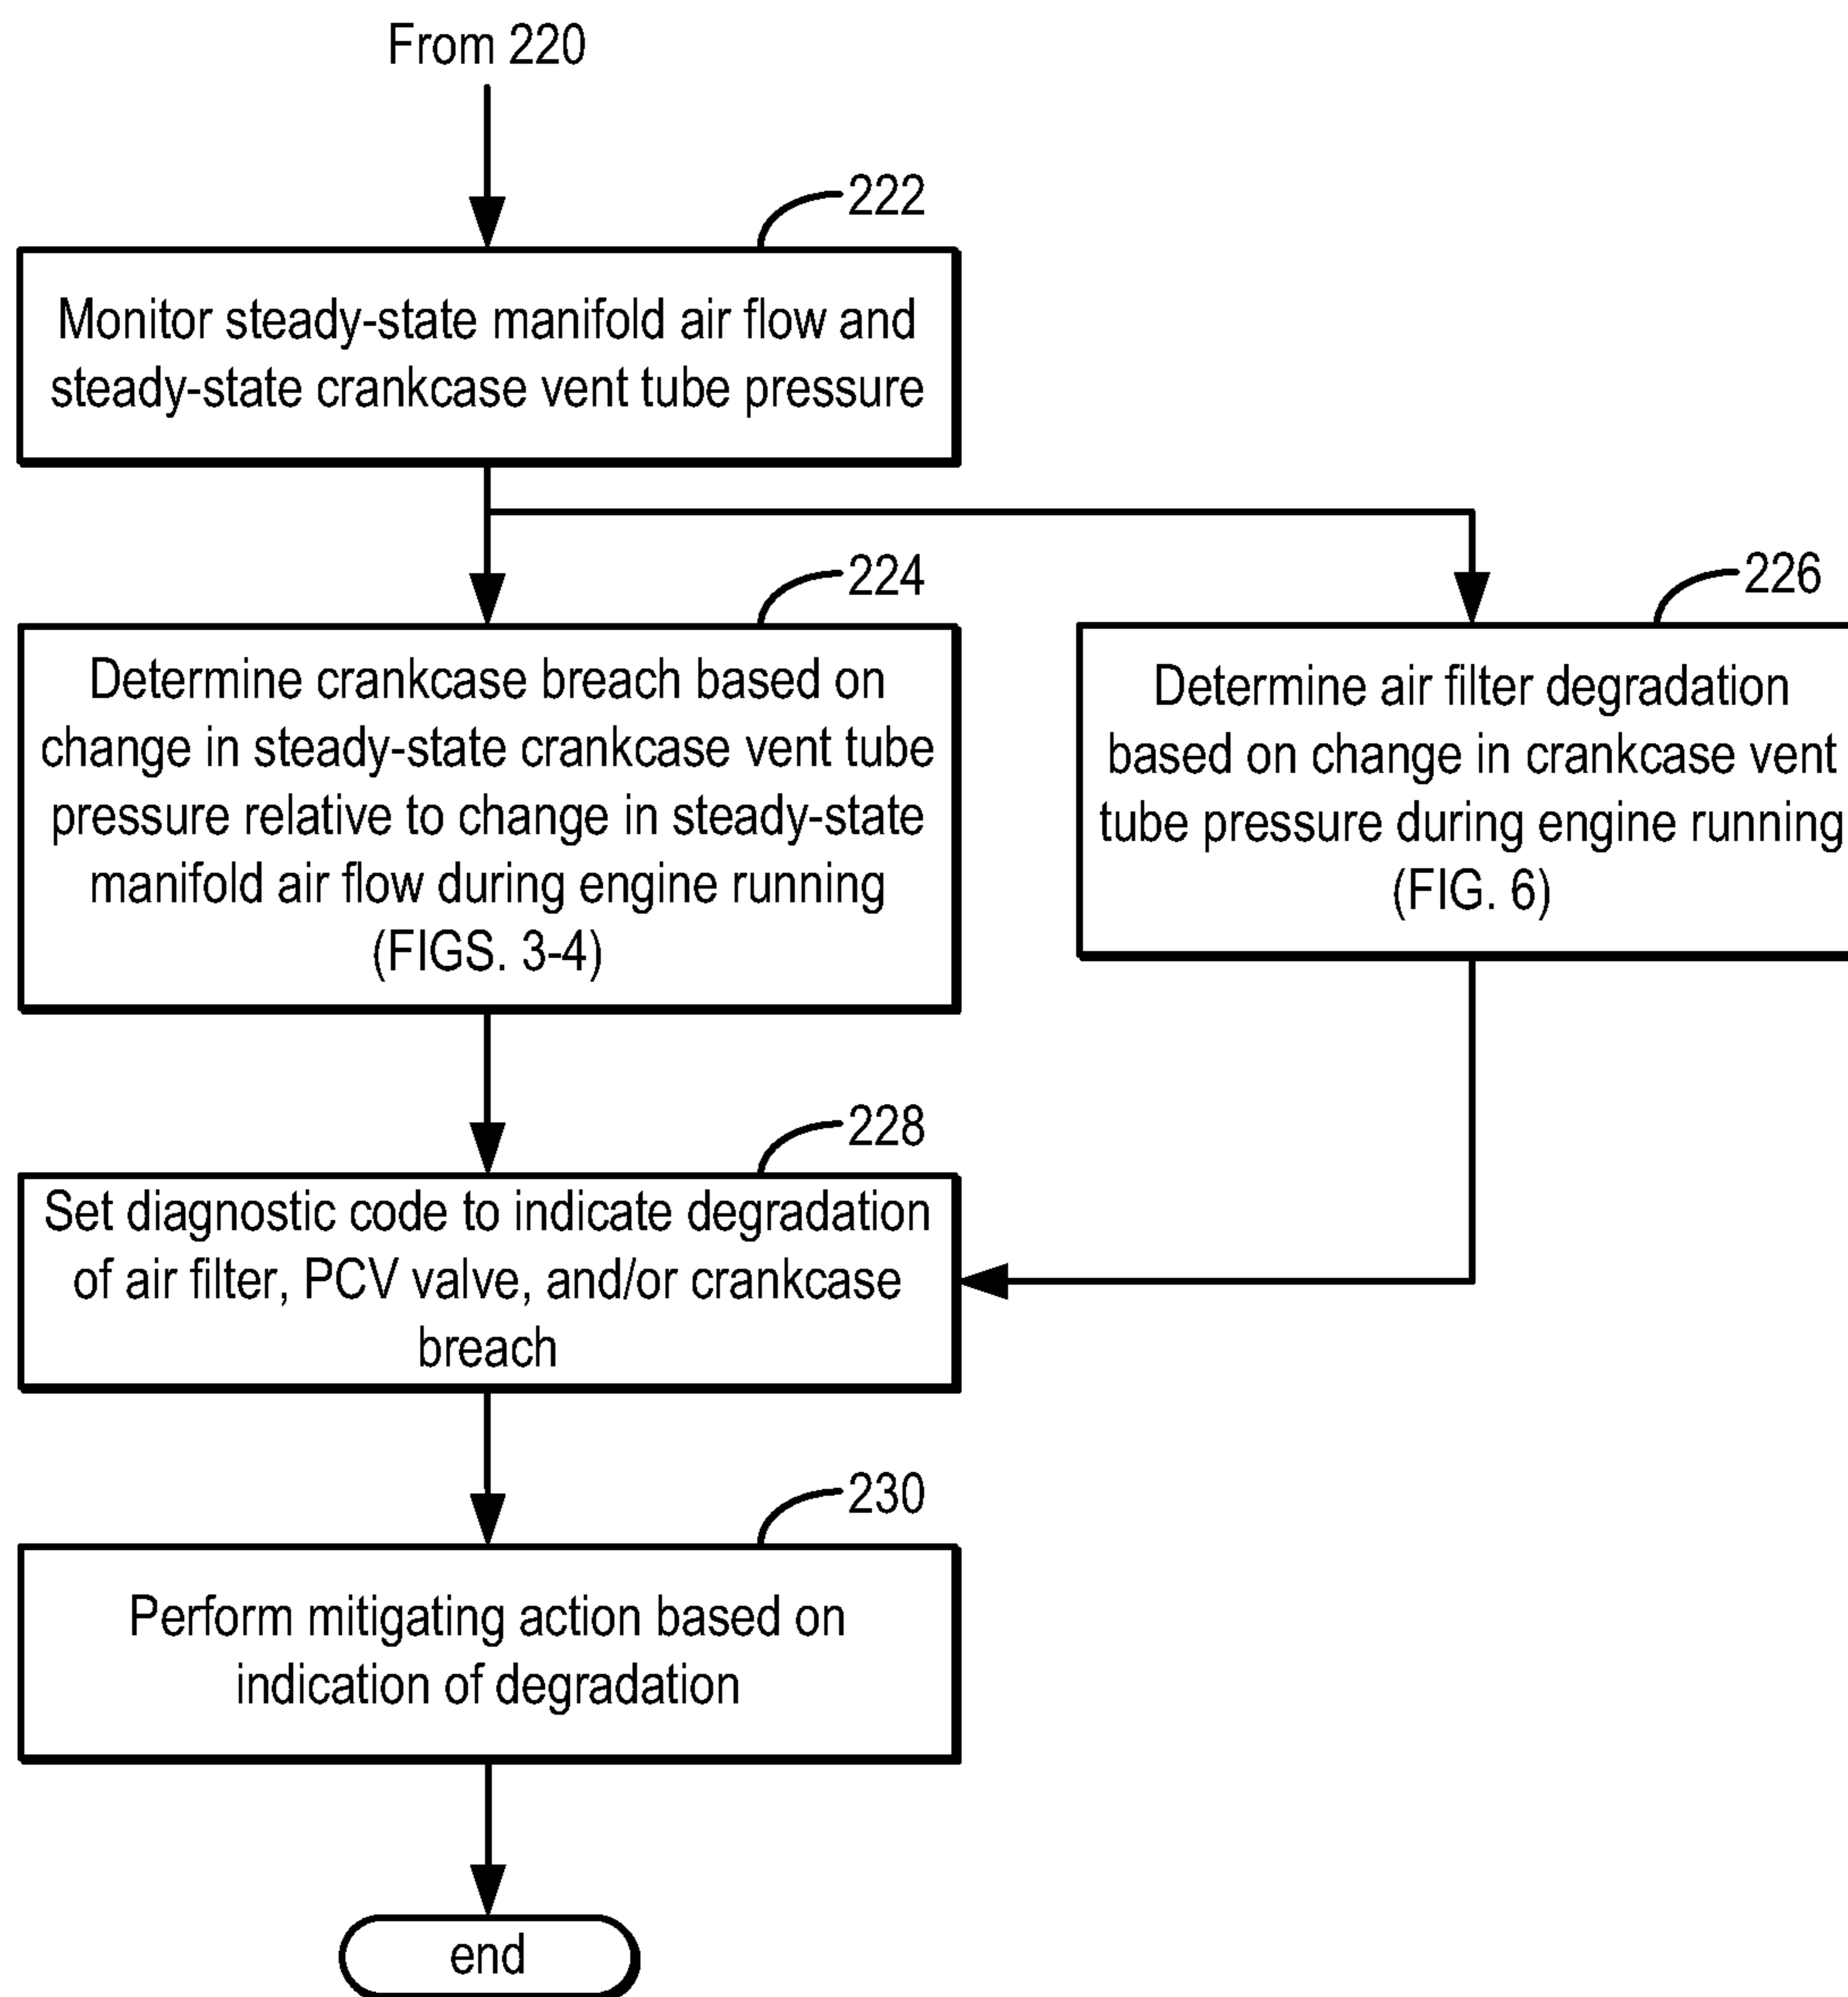 From 220
222
Monitor steady-state manifold air flow and
steady-state crankcase vent tube pressure
224
Determine crankcase breach based on
change in steady-state crankcase vent tube
pressure relative to change in steady-state
manifold air flow during engine running
(FIGS. 3-4)
226
Determine air filter degradation
based on change in crankcase vent
tube pressure during engine running
(FIG. 6)
228
Set diagnostic code to indicate degradation
of air filter, PCV valve, and/or crankcase
breach
230
Perform mitigating action based on
indication of degradation
end